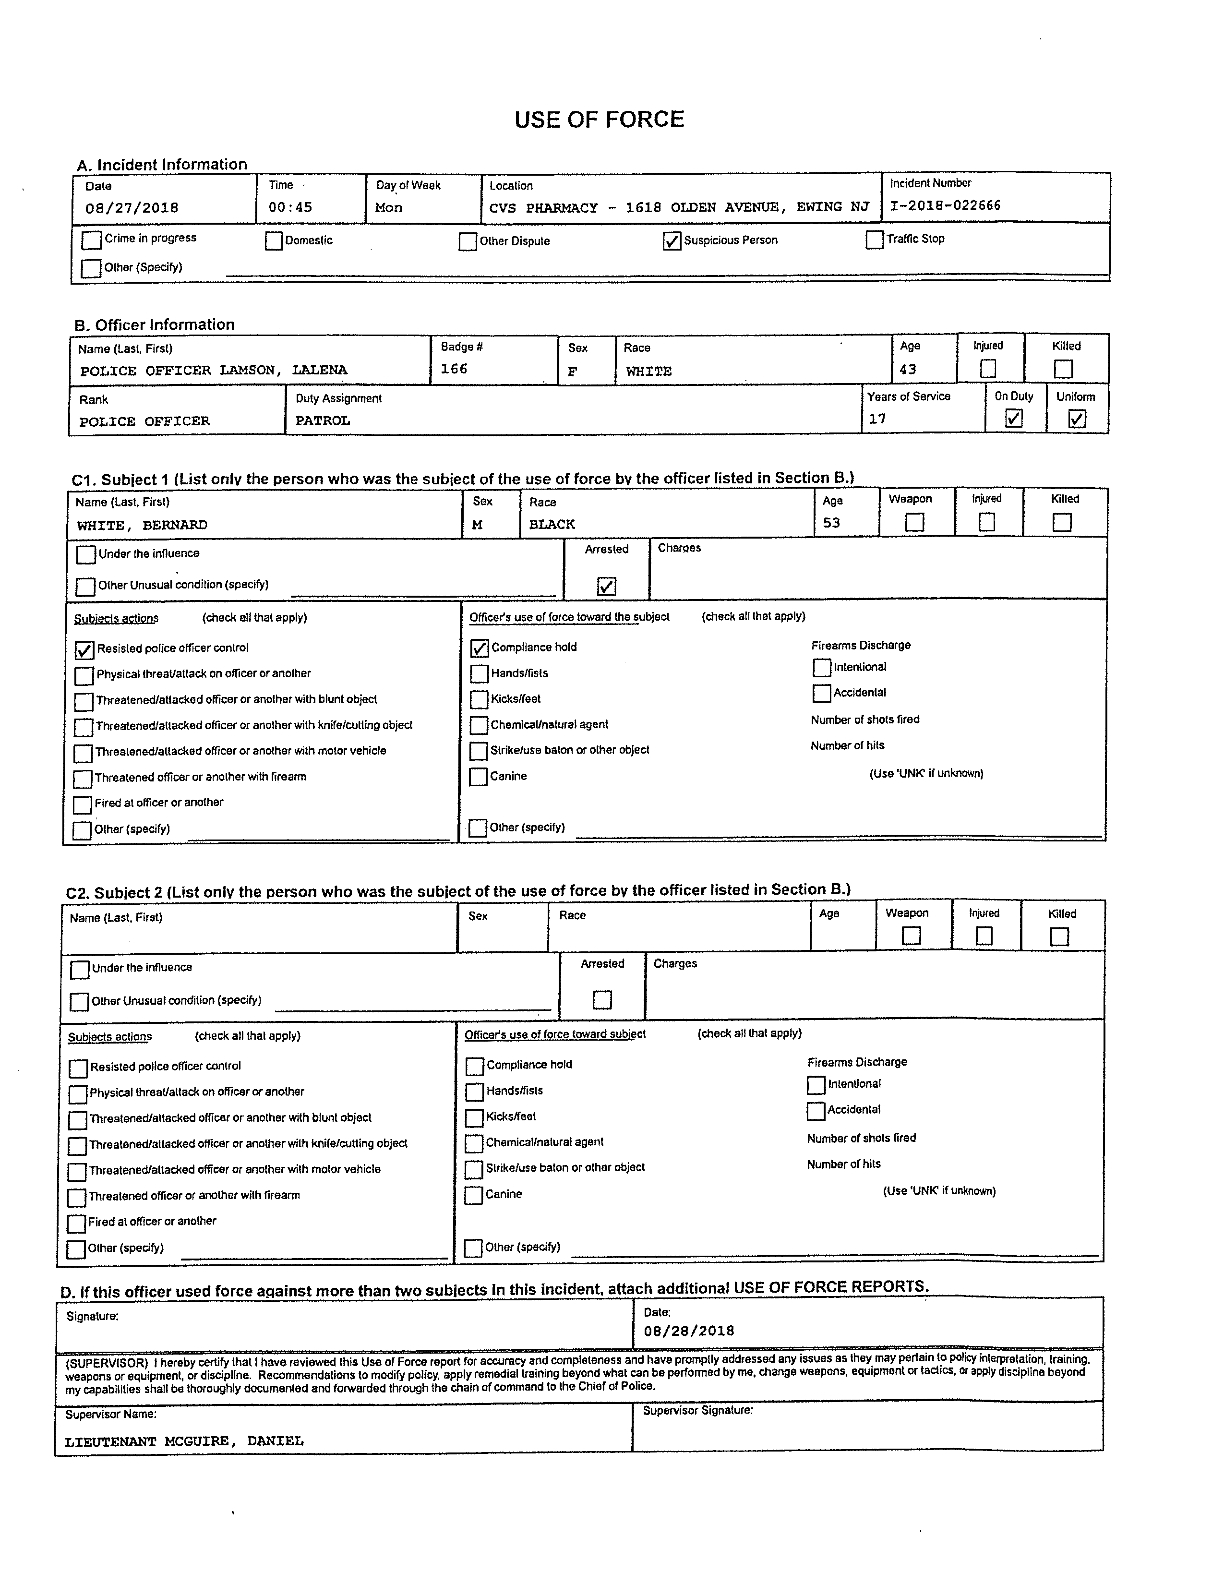 USE OF FORCE
A. Incident Information
Date Time Day of Week Location Incident Number
08/27/2018 00:45 Mon CVS PHARMACY - 1618 OLDEN AVENUE, EWING NJ I-2018-022666
Crime in progress Domestic Other Dispute Suspicious Person Traffic Stop
Other (Specify)
B. Officer Information
Name (Last, First) Badge # Sex Race Age Injured Killed
POLICE OFFICER LAMSON, LALENA 166 F WHITE 43
Rank Duty Assignment Years of Service On Duty Uniform
POLICE OFFICER PATROL 17
C1. Subject 1 (List only the person who was the subject of the use of force by the officer listed in Section B.)
Name (Last, First) Sex Race Age Weapon Injured Killed
WHITE, BERNARD M BLACK 53
Under the influence Arrested Charges
Other Unusual condition (specify)
Subjects actions (check all that apply) Officer's use of force toward the subject (check all that apply)
Resisted police officer control Compliance hold Firearms Discharge
Physical threat/attack on officer or another Hands/fists Intentional
Threatened/attacked officer or another with blunt object Kicks/feet Accidental
Threatened/attacked officer or another with knife/cutting object Chemical/natural agent Number of shots fired
Threatened/attacked officer or another with motor vehicle Strike/use baton or other object Number of hits
Threatened officer or another with firearm Canine (Use 'UNK' if unknown)
Fired at officer or another
Other (specify) Other (specify)
C2. Subject 2 (List only the person who was the subject of the use of force by the officer listed in Section B.)
Name (Last, First) Sex Race Age Weapon Injured Killed
Under the influence Arrested Charges
Other Unusual condition (specify)
Subjects actions (check all that apply) Officer's use of force toward subject (check all that apply)
Resisted police officer control Compliance hold Firearms Discharge
Physical threat/attack on officer or another Hands/fists Intentional
Threatened/attacked officer or another with blunt object Kicks/feet Accidental
Threatened/attacked officer or another with knife/cutting object Chemical/natural agent Number of shots fired
Threatened/attacked officer or another with motor vehicle Strike/use baton or other object Number of hits
Threatened officer or another with firearm Canine (Use 'UNK' if unknown)
Fired at officer or another
Other (specify) Other (specify)
D. If this officer used force against more than two subjects in this incident, attach additional USE OF FORCE REPORTS.
Signature: Date:
08/28/2018
(SUPERVISOR) I hereby certify that I have reviewed this Use of Force report for accuracy and completeness and have promptly addressed any issues as they may pertain to policy interpretation, training,
weapons or equipment, or discipline. Recommendations to modify policy, apply remedial training beyond what can be performed by me, change weapons, equipment or tactics, or apply discipline beyond
my capabilities shall be thoroughly documented and forwarded through the chain of command to the Chief of Police.
Supervisor Name: Supervisor Signature:
LIEUTENANT MCGUIRE, DANIEL